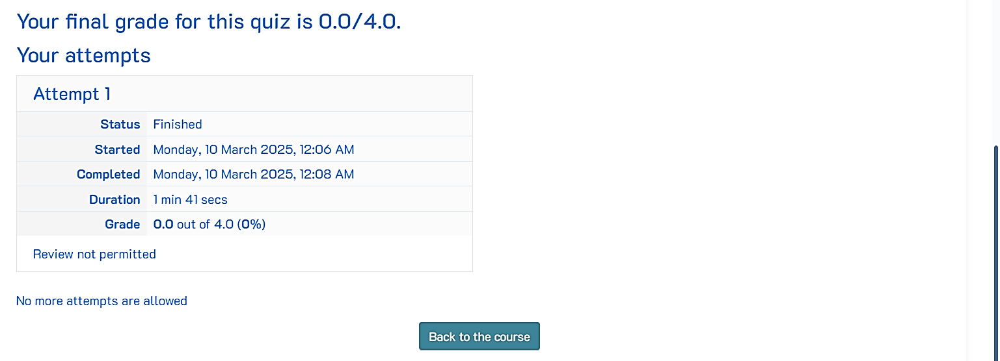 Your final grade for this quiz is 0.0/4.0.
Your attempts
Attempt 1
Status Finished
Started Monday, 10 March 2025, 12:06 AM
Completed Monday, 10 March 2025, 12:08 AM
Duration 1 min 41 secs
Grade 0.0 out of 4.0 (0%)
Review not permitted
No more attempts are allowed
Back to the course